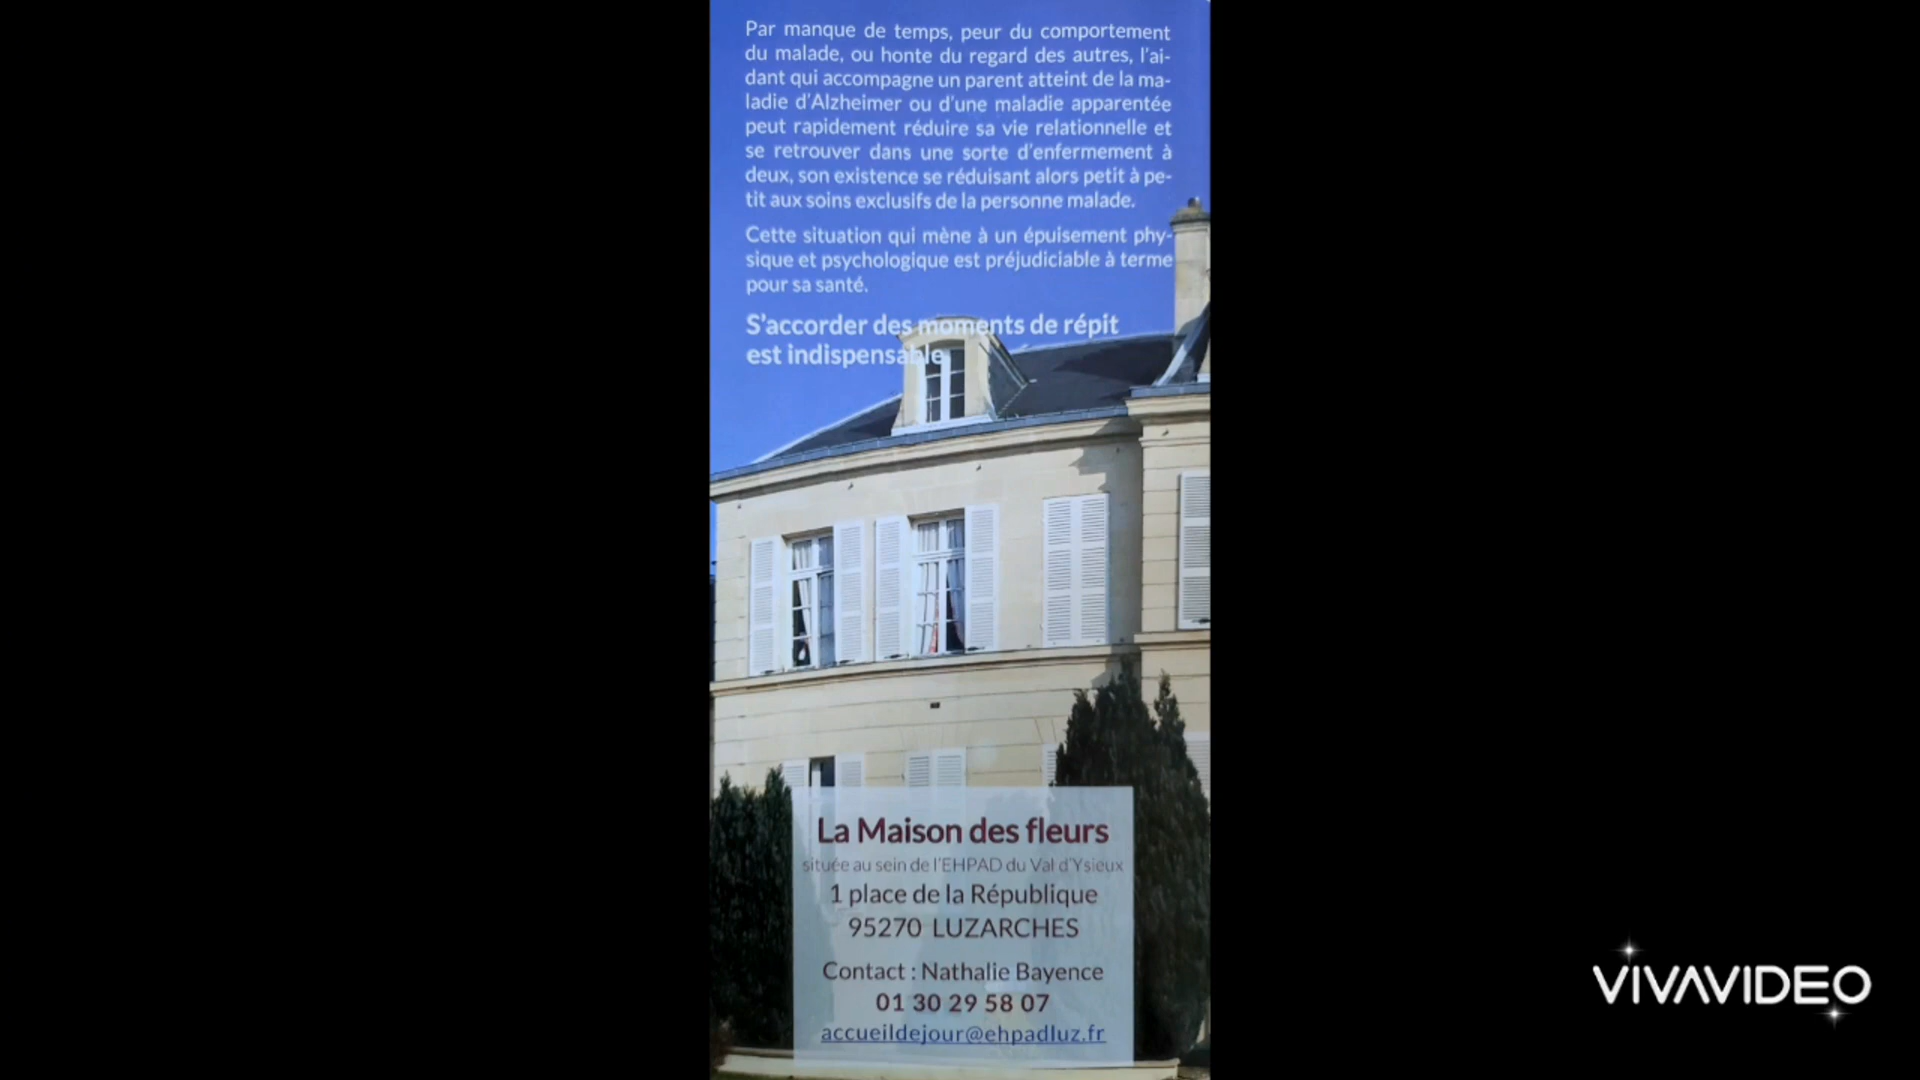 Par manque de temps, peur du comportement
du malade, ou honte du regard des autres, l'ai-
dant qui accompagne un parent atteint de la ma-
ladie d'Alzheimer ou d'une maladie apparentée
peut rapidement réduire sa vie relationnelle et
se retrouver dans une sorte d'enfermement à
deux, son existence se réduisant alors petit à pe-
tit aux soins exclusifs de la personne malade.
Cette situation qui mène à un épuisement phy-
sique et psychologique est préjudiciable à terme
pour sa santé.
S'accorder des moments de répit
est indispensable
La Maison des fleurs
située au sein de l'EHPAD du Val d'Ysieux
1 place de la République
95270 LUZARCHES
Contact : Nathalie Bayence
01 30 29 58 07
accueildejour@ehpadluz.fr
VIVAVIDEO